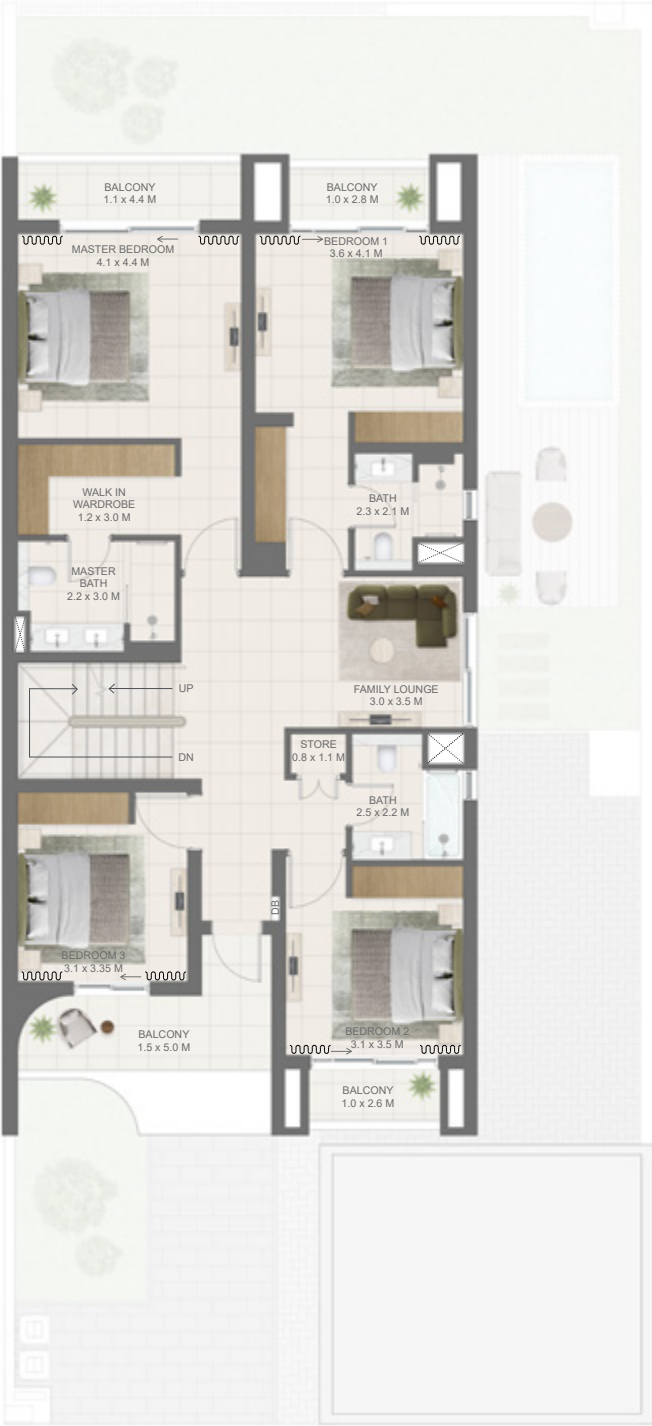 BALCONY
1.1 x 4.4 M
BALCONY
1.0 x 2.8 M
MASTER BEDROOM
4.1 x 4.4 M
BEDROOM 1
3.6 x 4.1 M
WALK IN
WARDROBE
1.2 x 3.0 M
BATH
2.3 x 2.1 M
MASTER
BATH
2.2 x 3.0 M
UP
FAMILY LOUNGE
3.0 x 3.5 M
DN
STORE
0.8 x 1.1 M
BATH
2.5 x 2.2 M
DB
BEDROOM 3
3.1 x 3.35 M
BALCONY
1.5 x 5.0 M
BEDROOM 2
3.1 x 3.5 M
BALCONY
1.0 x 2.6 M